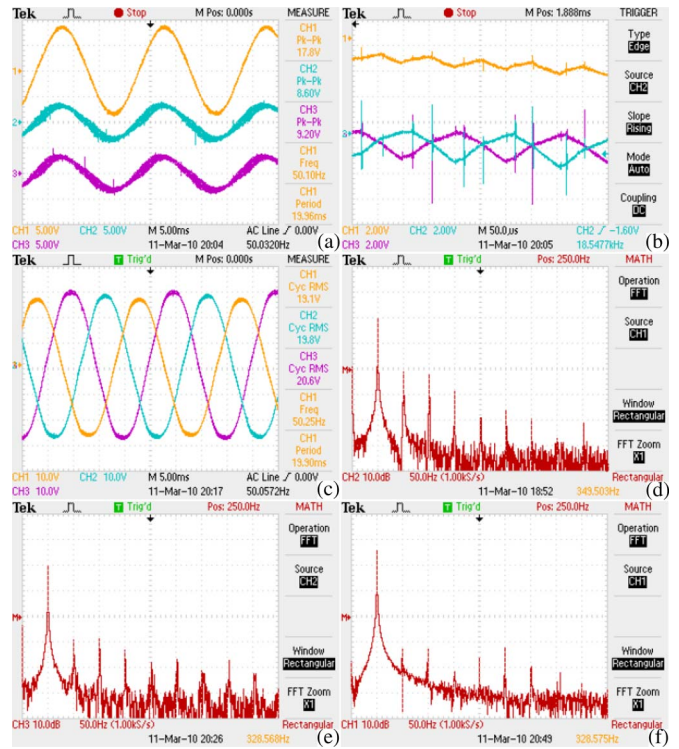 Tek Stop M Pos: 0.000s MEASURE
CH1
Pk-Pk
17.8V
CH2
Pk-Pk
8.60V
CH3
Pk-Pk
9.20V
CH1
Freq
50.10Hz
CH1
Period
19.96ms
1
2
3
CH1 5.00V CH2 5.00V M 5.00ms AC Line 0.00V
CH3 5.00V 11-Mar-10 20:04 50.0320Hz
(a)
Tek Stop M Pos: 1.888ms TRIGGER
Type
Edge
Source
CH2
Slope
Rising
Mode
Auto
Coupling
DC
1
CH1 2.00V CH2 2.00V M 50.0µs CH2 -1.60V
CH3 2.00V 11-Mar-10 20:05 18.5477kHz
(b)
Tek Trig'd M Pos: 0.000s MEASURE
CH1
Cyc RMS
19.1V
CH2
Cyc RMS
19.8V
CH3
Cyc RMS
20.6V
CH1
Freq
50.25Hz
CH1
Period
19.90ms
CH1 10.0V CH2 10.0V M 5.00ms AC Line 0.00V
CH3 10.0V 11-Mar-10 20:17 50.0572Hz
(c)
Tek Trig'd Pos: 250.0Hz MATH
Operation
FFT
Source
CH1
Window
Rectangular
FFT Zoom
X1
M
CH2 10.0dB 50.0Hz (1.00kS/s) Rectangular
11-Mar-10 18:52 349.503Hz
(d)
Tek Trig'd Pos: 250.0Hz MATH
Operation
FFT
Source
CH2
Window
Rectangular
FFT Zoom
X1
M
CH3 10.0dB 50.0Hz (1.00kS/s) Rectangular
11-Mar-10 20:26 328.568Hz
(e)
Tek Trig'd Pos: 250.0Hz MATH
Operation
FFT
Source
CH1
Window
Rectangular
FFT Zoom
X1
M
CH1 10.0dB 50.0Hz (1.00kS/s) Rectangular
11-Mar-10 20:49 328.575Hz
(f)